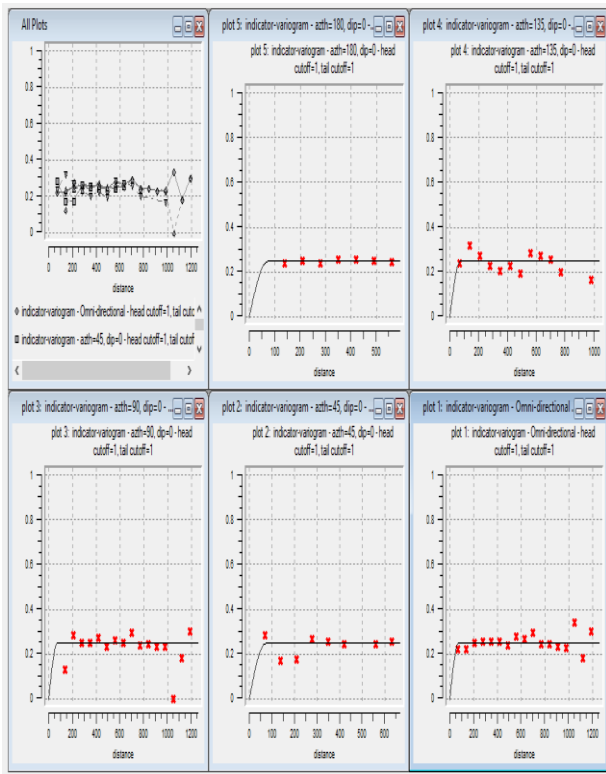 All Plots
1
0.8
0.6
0.4
0.2
0
0 200 400 600 800 1000 1200
distance
indicator-variogram - Omni-directional - head cutoff=1, tail cutc
indicator-variogram - azth=45, dip=0 - head cutoff=1, tail cutof
plot 5: indicator-variogram - azth=180, dip=0 - ...
plot 5: indicator-variogram - azth=180, dip=0 - head
cutoff=1, tail cutoff=1
1
0.8
0.6
0.4
0.2
0
0 100 200 300 400 500
distance
plot 4: indicator-variogram - azth=135, dip=0 - ...
plot 4: indicator-variogram - azth=135, dip=0 - head
cutoff=1, tail cutoff=1
1
0.8
0.6
0.4
0.2
0
0 200 400 600 800 1000
distance
plot 3: indicator-variogram - azth=90, dip=0 - ...
plot 3: indicator-variogram - azth=90, dip=0 - head
cutoff=1, tail cutoff=1
1
0.8
0.6
0.4
0.2
0
0 200 400 600 800 1000 1200
distance
plot 2: indicator-variogram - azth=45, dip=0 - ...
plot 2: indicator-variogram - azth=45, dip=0 - head
cutoff=1, tail cutoff=1
1
0.8
0.6
0.4
0.2
0
0 100 200 300 400 500 600
distance
plot 1: indicator-variogram - Omni-directional ...
plot 1: indicator-variogram - Omni-directional - head
cutoff=1, tail cutoff=1
1
0.8
0.6
0.4
0.2
0
0 200 400 600 800 1000 1200
distance